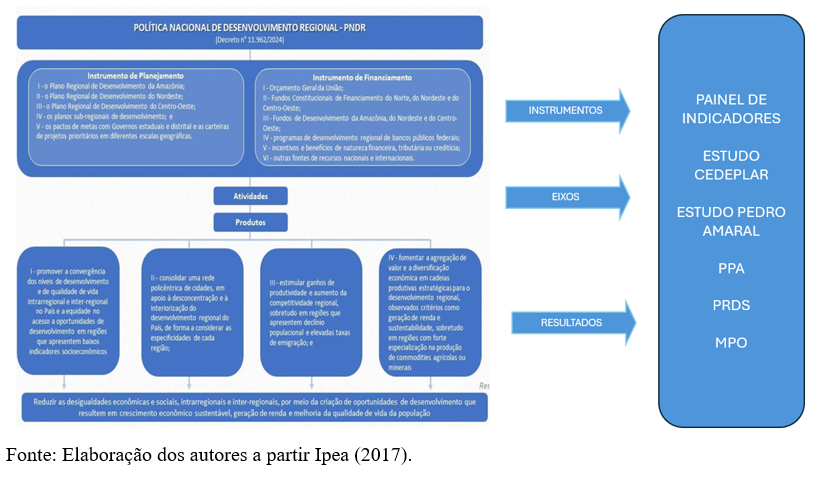 POLÍTICA NACIONAL DE DESENVOLVIMENTO REGIONAL - PNDR
(Decreto n° 11.962/2024)
Instrumento de Planejamento
I - o Plano Regional de Desenvolvimento da Amazônia;
II - o Plano Regional de Desenvolvimento do Nordeste;
III - o Plano Regional de Desenvolvimento do Centro-Oeste;
IV - os planos sub-regionais de desenvolvimento; e
V - os pactos de metas com Governos estaduais e distrital e as carteiras
de projetos prioritários em diferentes escalas geográficas.
Instrumento de Financiamento
I - Orçamento Geral da União;
II - Fundos Constitucionais de Financiamento do Norte, do Nordeste e do
Centro-Oeste;
III - Fundos de Desenvolvimento da Amazônia, do Nordeste e do Centro-
Oeste;
IV - programas de desenvolvimento regional de bancos públicos federais;
V - incentivos e benefícios de natureza financeira, tributária ou creditícia;
VI - outras fontes de recursos nacionais e internacionais.
Atividades
Produtos
I - promover a convergência
dos níveis de desenvolvimento
e de qualidade de vida
intrarregional e inter-regional
no País e a equidade no
acesso a oportunidades de
desenvolvimento em regiões
que apresentem baixos
indicadores socioeconômicos
II - consolidar uma rede
policêntrica de cidades, em
apoio à desconcentração e à
interiorização do
desenvolvimento regional do
País, de forma a considerar as
especificidades de cada
região;
III - estimular ganhos de
produtividade e aumento da
competitividade regional,
sobretudo em regiões que
apresentem declínio
populacional e elevadas taxas
de emigração; e
IV - fomentar a agregação de
valor e a diversificação
econômica em cadeias
produtivas estratégicas para o
desenvolvimento regional,
observados critérios como
geração de renda e
sustentabilidade, sobretudo
em regiões com forte
especialização na produção
de commodities agrícolas ou
minerais
Res
Reduzir as desigualdades econômicas e sociais, intrarregionais e inter-regionais, por meio da criação de oportunidades de desenvolvimento que
resultem em crescimento econômico sustentável, geração de renda e melhoria da qualidade de vida da população
INSTRUMENTOS
EIXOS
RESULTADOS
PAINEL DE
INDICADORES
ESTUDO
CEDEPLAR
ESTUDO PEDRO
AMARAL
PPA
PRDS
MPO
Fonte: Elaboração dos autores a partir Ipea (2017).